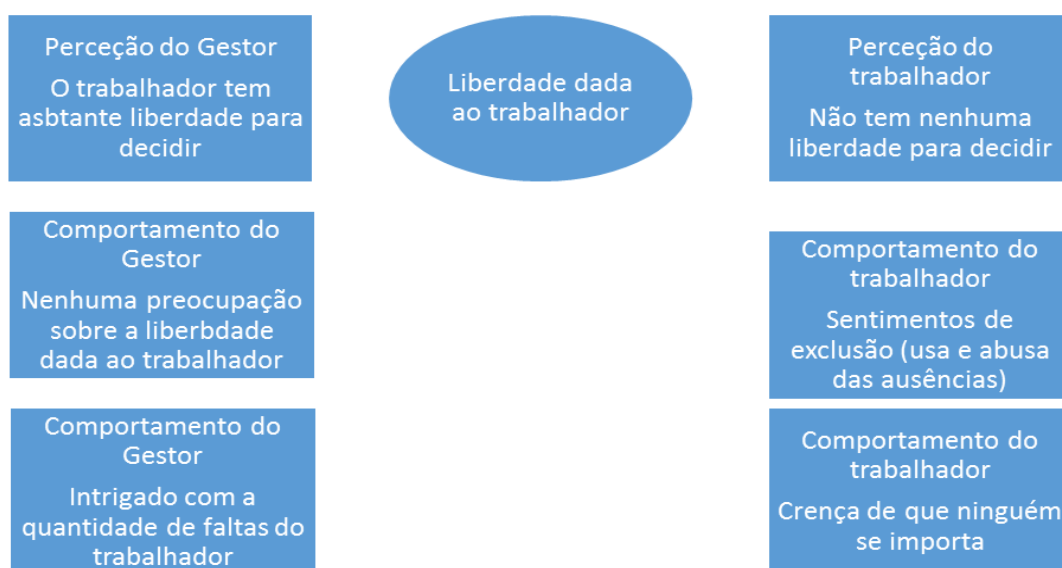 Perceção do Gestor
O trabalhador tem
asbtante liberdade para
decidir
Liberdade dada
ao trabalhador
Perceção do
trabalhador
Não tem nenhuma
liberdade para decidir
Comportamento do
Gestor
Nenhuma preocupação
sobre a liberbdade
dada ao trabalhador
Comportamento do
trabalhador
Sentimentos de
exclusão (usa e abusa
das ausências)
Comportamento do
Gestor
Intrigado com a
quantidade de faltas do
trabalhador
Comportamento do
trabalhador
Crença de que ninguém
se importa